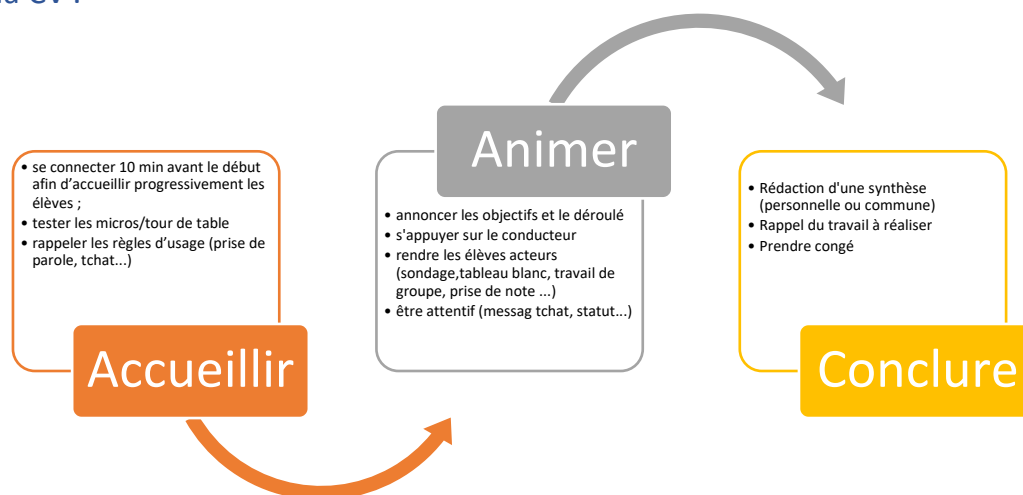 Accueillir
• se connecter 10 min avant le début
afin d’accueillir progressivement les
élèves ;
• tester les micros/tour de table
• rappeler les règles d’usage (prise de
parole, tchat...)
Animer
• annoncer les objectifs et le déroulé
• s'appuyer sur le conducteur
• rendre les élèves acteurs
(sondage,tableau blanc, travail de
groupe, prise de note ...)
• être attentif (messag tchat, statut...)
• Rédaction d'une synthèse
(personnelle ou commune)
• Rappel du travail à réaliser
• Prendre congé
Conclure